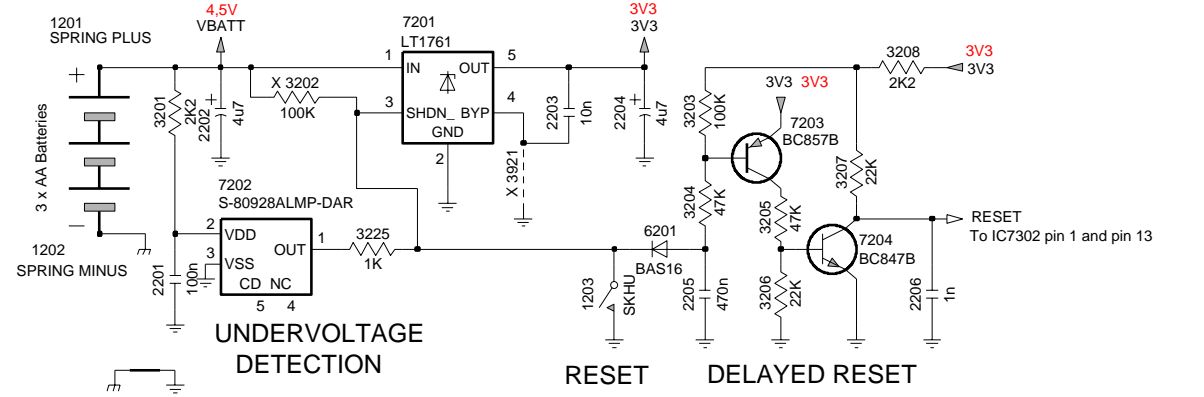 1201
SPRING PLUS
4,5V
VBATT
7201
LT1761
3V3
3V3
3208
2K2
3V3
3V3
+
3201
2K2
2202
+
4u7
X 3202
100K
1
IN
OUT
5
3
SHDN_
BYP
4
GND
2
2203
10n
2204
+
4u7
3203
100K
3V3
3V3
7203
BC857B
X 3921
3 x AA Batteries
3204
47K
3205
47K
3207
22K
7202
S-80928ALMP-DAR
2
VDD
OUT
1
3
VSS
CD
NC
5
4
3225
1K
6201
BAS16
7204
BC847B
RESET
To IC7302 pin 1 and pin 13
−
1202
SPRING MINUS
2201
100n
1203
SKHU
2205
470n
3206
22K
2206
1n
UNDERVOLTAGE
DETECTION
RESET
DELAYED RESET